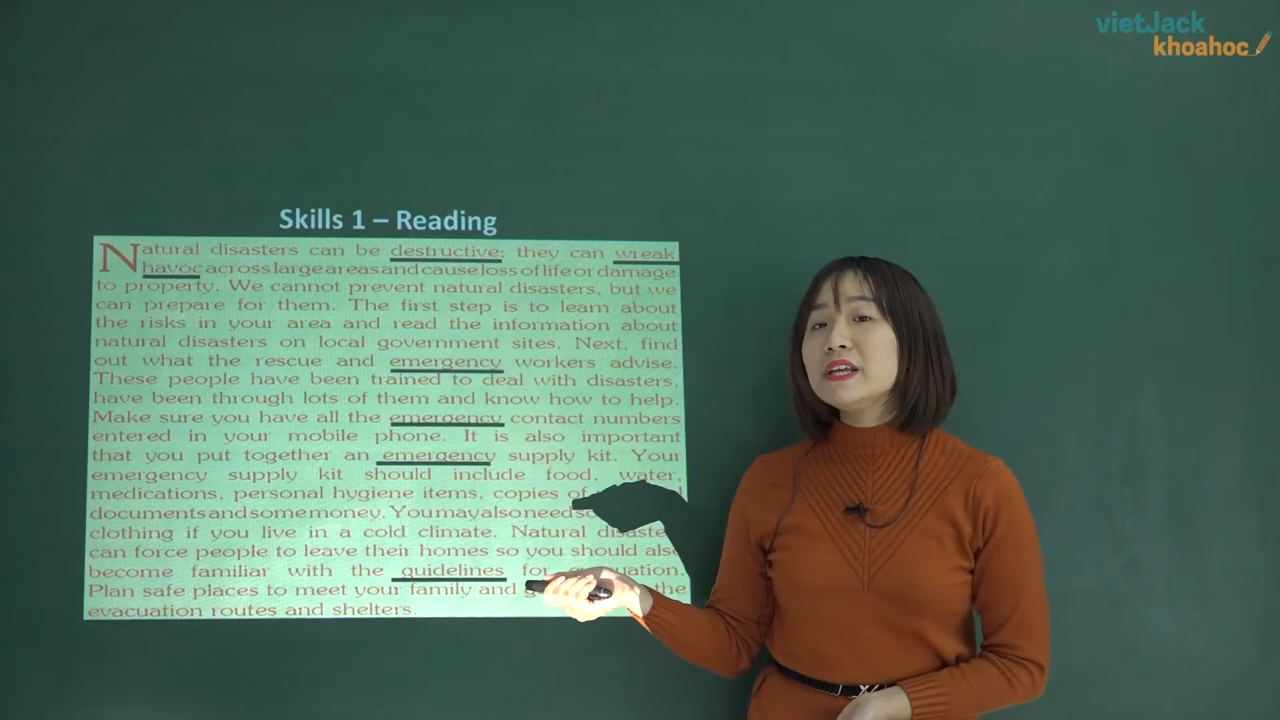 vietJack
khoahoc
Skills 1 – Reading
Natural disasters can be destructive; they can wreak
havoc across large areas and cause loss of life or damage
to property. We cannot prevent natural disasters, but we
can prepare for them. The first step is to learn about
the risks in your area and read the information about
natural disasters on local government sites. Next, find
out what the rescue and emergency workers advise.
These people have been trained to deal with disasters,
have been through lots of them and know how to help.
Make sure you have all the emergency contact numbers
entered in your mobile phone. It is also important
that you put together an emergency supply kit. Your
emergency supply kit should include food, water,
medications, personal hygiene items, copies of
documents and some money. You may also need
clothing if you live in a cold climate. Natural
can force people to leave their homes so you should also
become familiar with the guidelines for
Plan safe places to meet your family and the
evacuation routes and shelters.